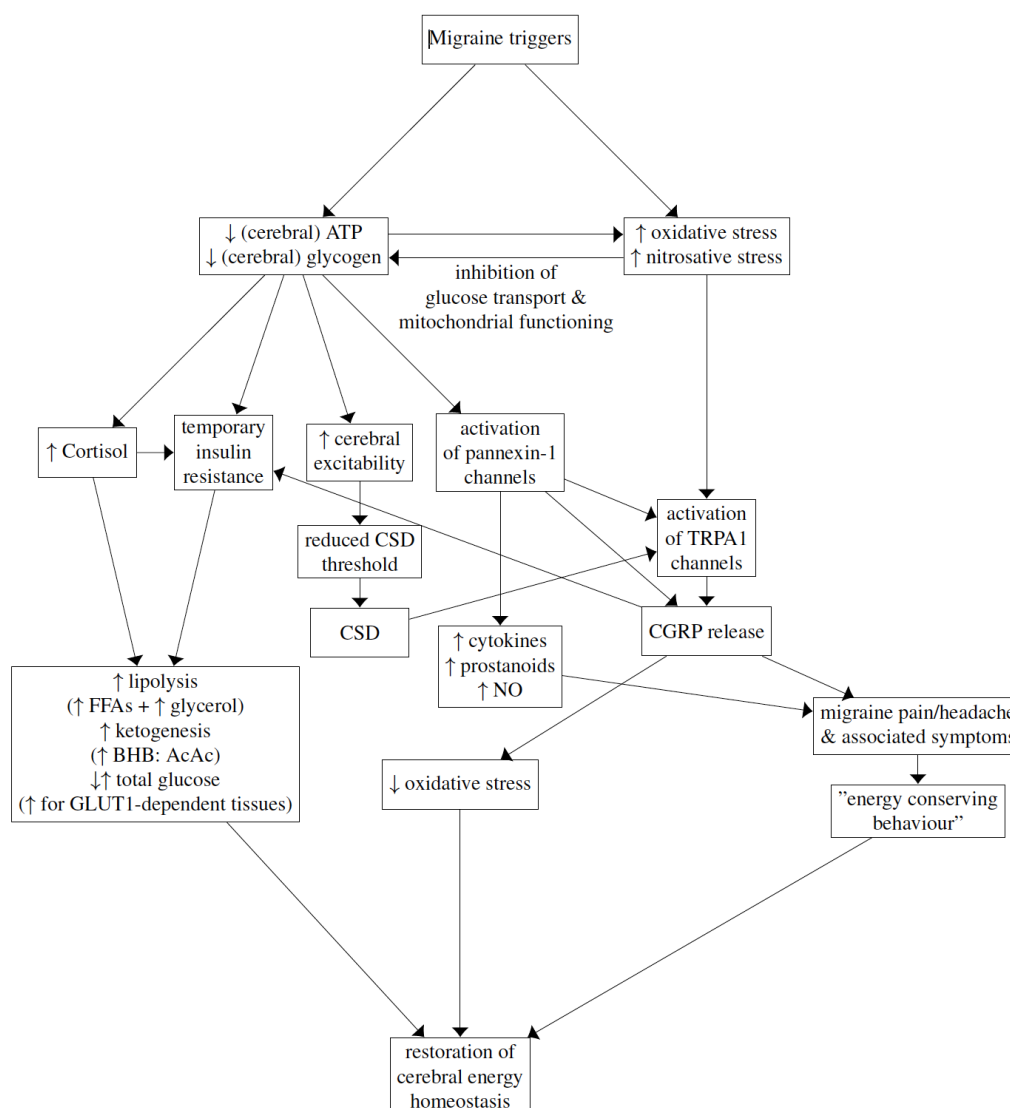 Migraine triggers
↓ (cerebral) ATP
↓ (cerebral) glycogen
↑ oxidative stress
↑ nitrosative stress
inhibition of
glucose transport &
mitochondrial functioning
↑ Cortisol
temporary
insulin
resistance
↑ cerebral
excitability
activation
of pannexin-1
channels
reduced CSD
threshold
activation
of TRPA1
channels
CSD
↑ cytokines
↑ prostanoids
↑ NO
CGRP release
↑ lipolysis
(↑ FFAs + ↑ glycerol)
↑ ketogenesis
(↑ BHB: AcAc)
↓↑ total glucose
(↑ for GLUT1-dependent tissues)
↓ oxidative stress
migraine pain/headache
& associated symptoms
”energy conserving
behaviour”
restoration of
cerebral energy
homeostasis